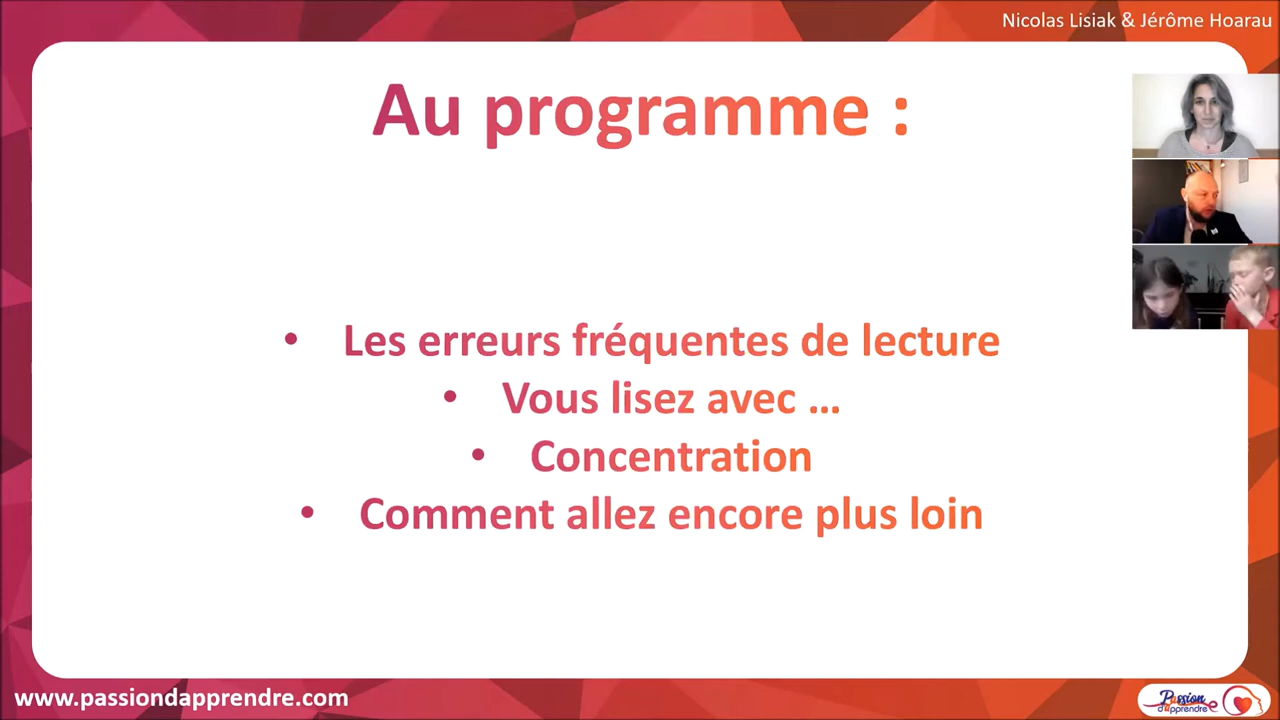 Nicolas Lisiak & Jérôme Hoarau
Au programme :
• Les erreurs fréquentes de lecture
• Vous lisez avec ...
• Concentration
• Comment allez encore plus loin
www.passiondapprendre.com
Passion
d'apprendre